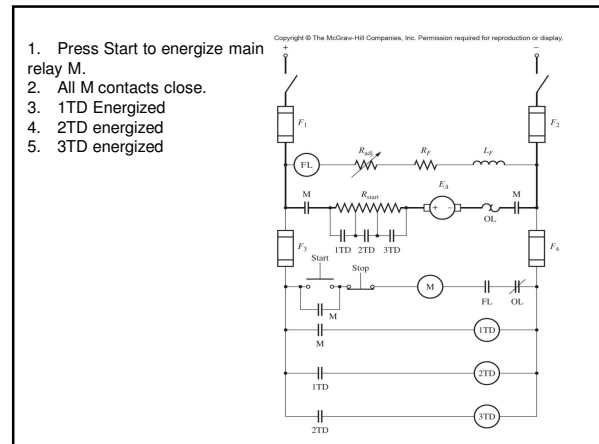 Copyright © The McGraw-Hill Companies, Inc. Permission required for reproduction or display.
1. Press Start to energize main
relay M.
2. All M contacts close.
3. 1TD Energized
4. 2TD energized
5. 3TD energized
+ –
F1 F2
Radj RF LF
FL
M Rstart EA M
+ –
OL
1TD 2TD 3TD
F3 F4
Start
Stop
M
FL OL
M
M
1TD
1TD
2TD
2TD
3TD